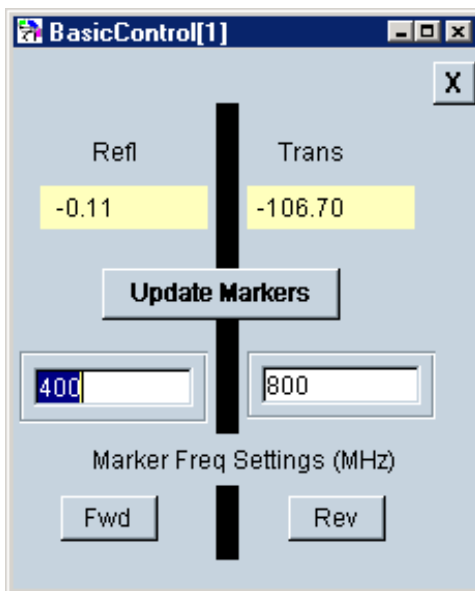 BasicControl[1]
X
Refl Trans
-0.11 -106.70
Update Markers
400 800
Marker Freq Settings (MHz)
Fwd Rev